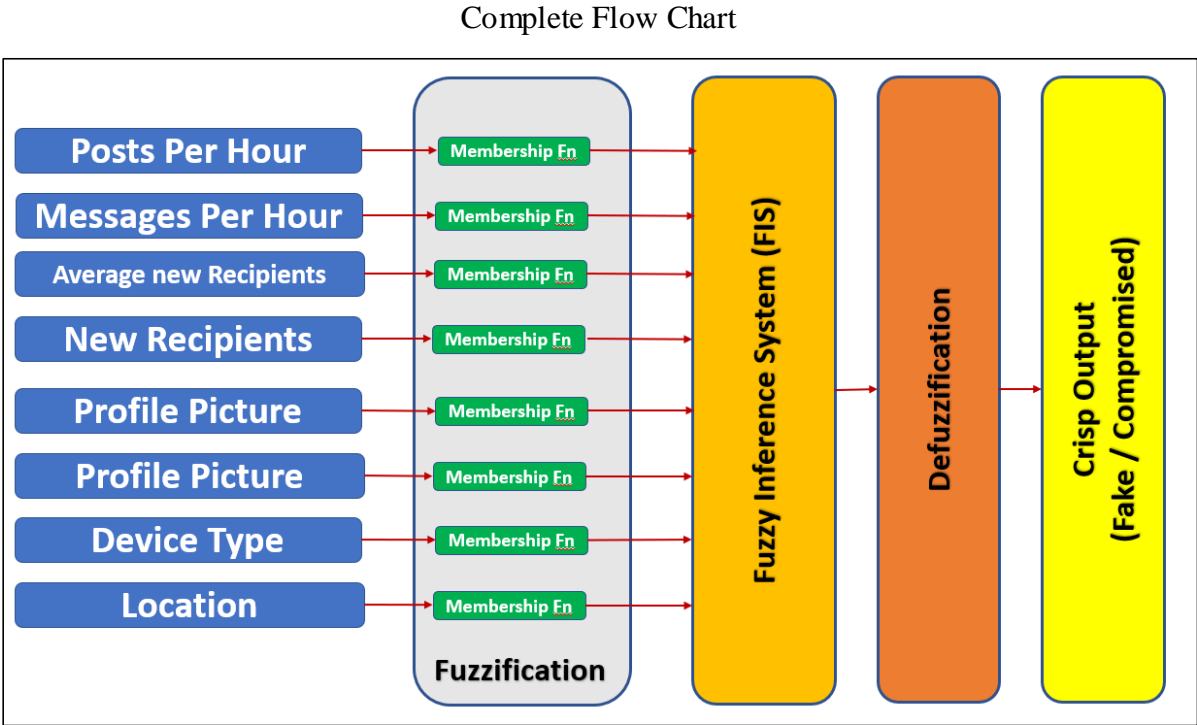 Complete Flow Chart
Posts Per Hour
Membership Fn
Messages Per Hour
Membership Fn
Average new Recipients
Membership Fn
New Recipients
Membership Fn
Profile Picture
Membership Fn
Profile Picture
Membership Fn
Device Type
Membership Fn
Location
Membership Fn
Fuzzification
Fuzzy Inference System (FIS)
Defuzzification
Crisp Output
(Fake / Compromised)